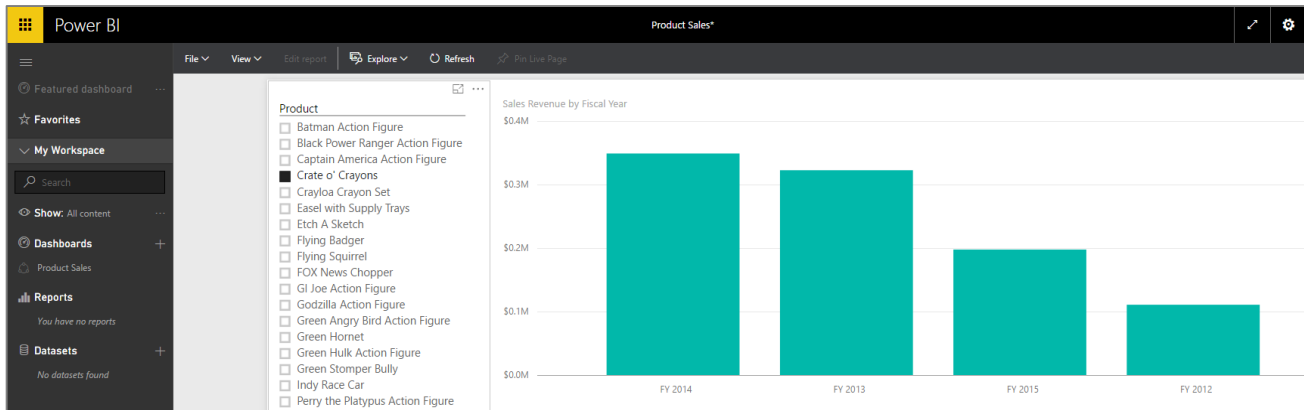 Power BI
Product Sales*
File View Edit report Explore Refresh Pin Live Page
Featured dashboard ...
Favorites
My Workspace
Search
Show: All content ...
Dashboards +
Product Sales
Reports
You have no reports
Datasets +
No datasets found
...
Product
Batman Action Figure
Black Power Ranger Action Figure
Captain America Action Figure
Crate o' Crayons
Crayloa Crayon Set
Easel with Supply Trays
Etch A Sketch
Flying Badger
Flying Squirrel
FOX News Chopper
GI Joe Action Figure
Godzilla Action Figure
Green Angry Bird Action Figure
Green Hornet
Green Hulk Action Figure
Green Stomper Bully
Indy Race Car
Perry the Platypus Action Figure
Sales Revenue by Fiscal Year
$0.4M
$0.3M
$0.2M
$0.1M
$0.0M
FY 2014 FY 2013 FY 2015 FY 2012